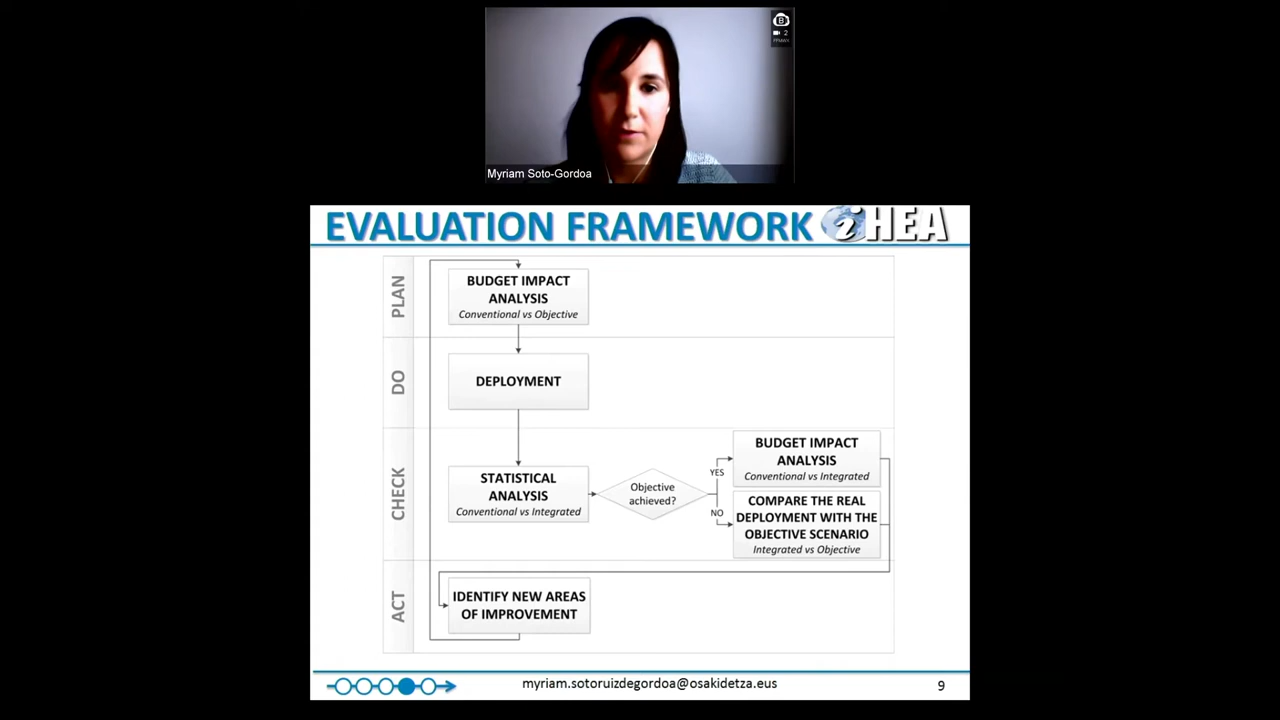 B
2
Myriam Soto-Gordoa
EVALUATION FRAMEWORK
iHEA
PLAN
BUDGET IMPACT
ANALYSIS
Conventional vs Objective
DO
DEPLOYMENT
CHECK
STATISTICAL
ANALYSIS
Conventional vs Integrated
Objective
achieved?
YES
NO
BUDGET IMPACT
ANALYSIS
Conventional vs Integrated
COMPARE THE REAL
DEPLOYMENT WITH THE
OBJECTIVE SCENARIO
Integrated vs Objective
ACT
IDENTIFY NEW AREAS
OF IMPROVEMENT
myriam.sotoruizdegordoa@osakidetza.eus
9